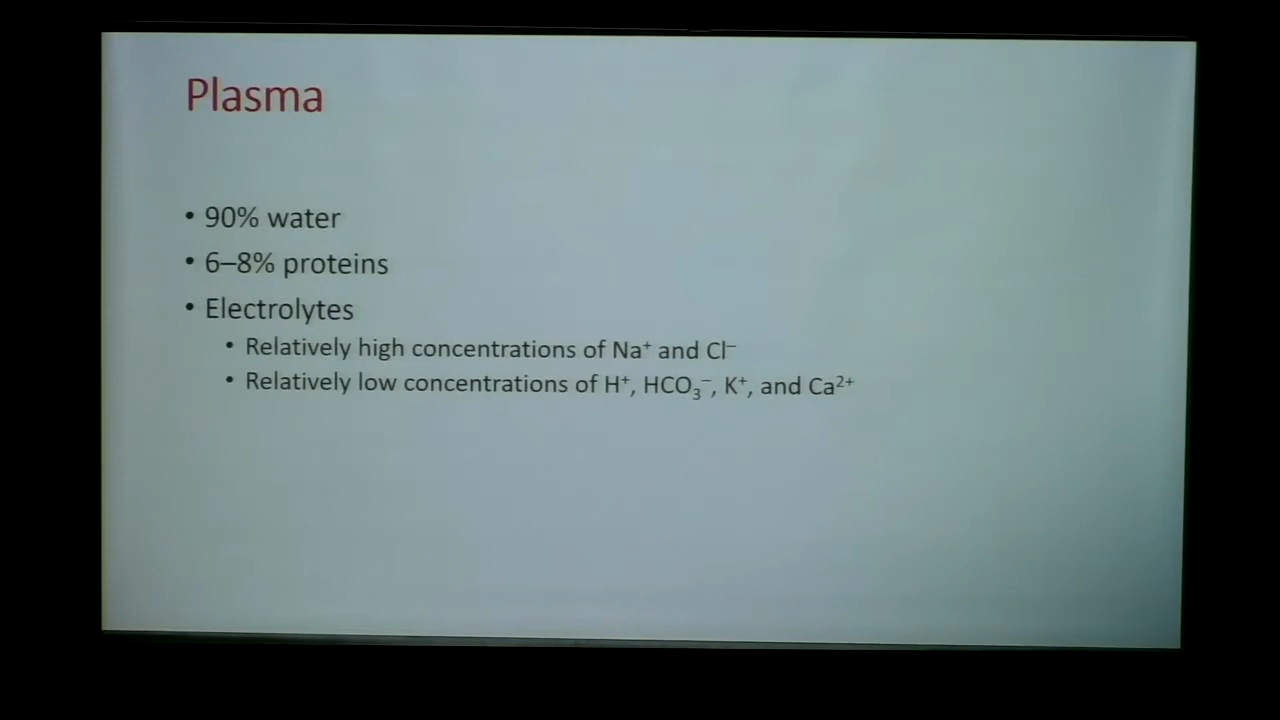 Plasma
• 90% water
• 6–8% proteins
• Electrolytes
• Relatively high concentrations of Na⁺ and Cl⁻
• Relatively low concentrations of H⁺, HCO₃⁻, K⁺, and Ca²⁺